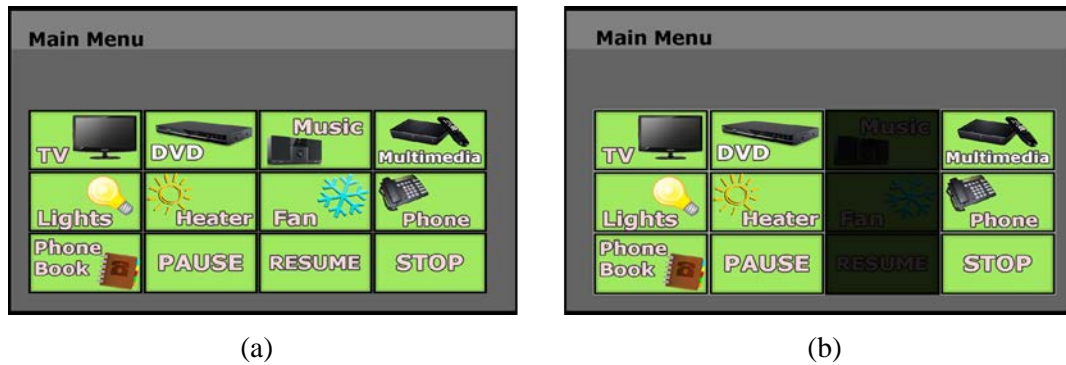 Main Menu
TV DVD Music Multimedia
Lights Heater Fan Phone
Phone Book PAUSE RESUME STOP
(a)
Main Menu
TV DVD Music Multimedia
Lights Heater Fan Phone
Phone Book PAUSE RESUME STOP
(b)